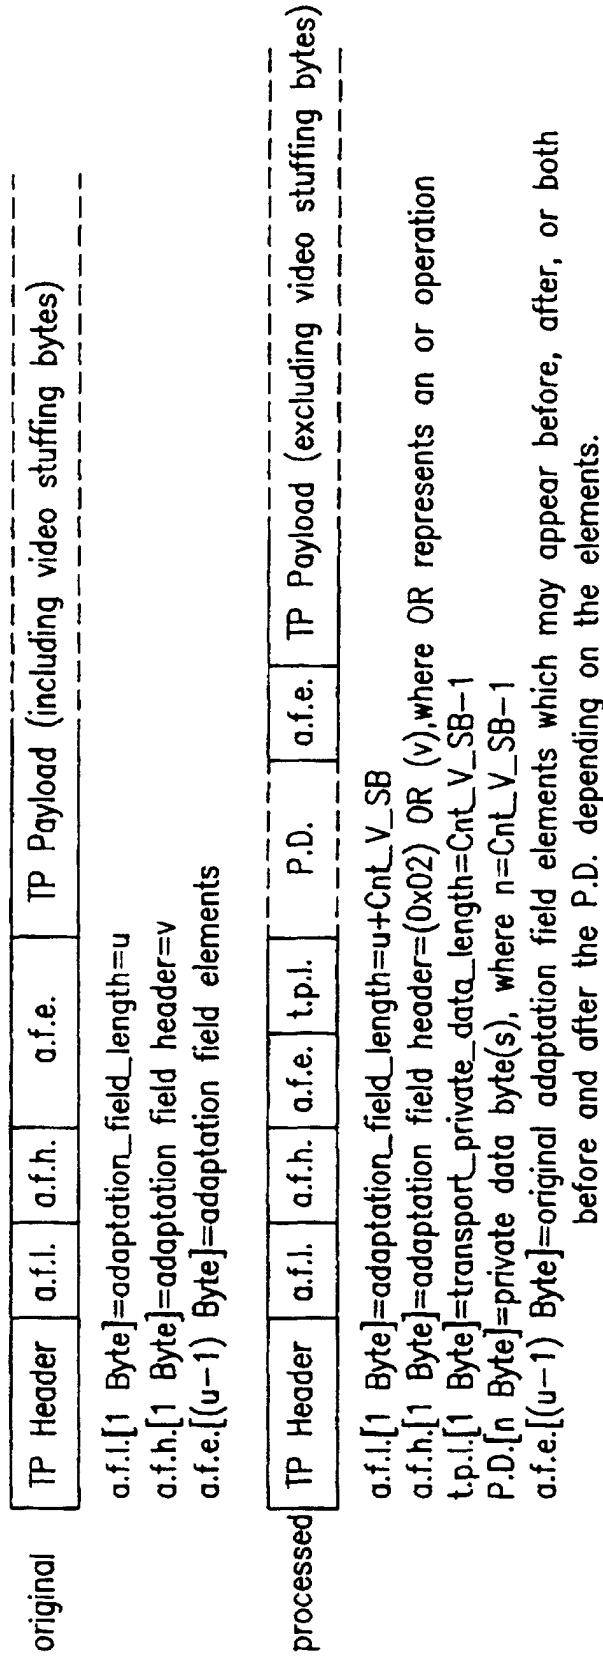 original
TP Header a.f.l. a.f.h. a.f.e. TP Payload (including video stuffing bytes)
a.f.l.[1 Byte]=adaptation_field_length=u
a.f.h.[1 Byte]=adaptation field header=v
a.f.e.[(u-1) Byte]=adaptation field elements
processed
TP Header a.f.l. a.f.h. a.f.e. t.p.l. P.D. a.f.e. TP Payload (excluding video stuffing bytes)
a.f.l.[1 Byte]=adaptation_field_length=u+Cnt_V_SB
a.f.h.[1 Byte]=adaptation field header=(0x02) OR (v),where OR represents an or operation
t.p.l.[1 Byte]=transport_private_data_length=Cnt_V_SB-1
P.D.[n Byte]=private data byte(s), where n=Cnt_V_SB-1
a.f.e.[(u-1) Byte]=original adaptation field elements which may appear before, after, or both
before and after the P.D. depending on the elements.